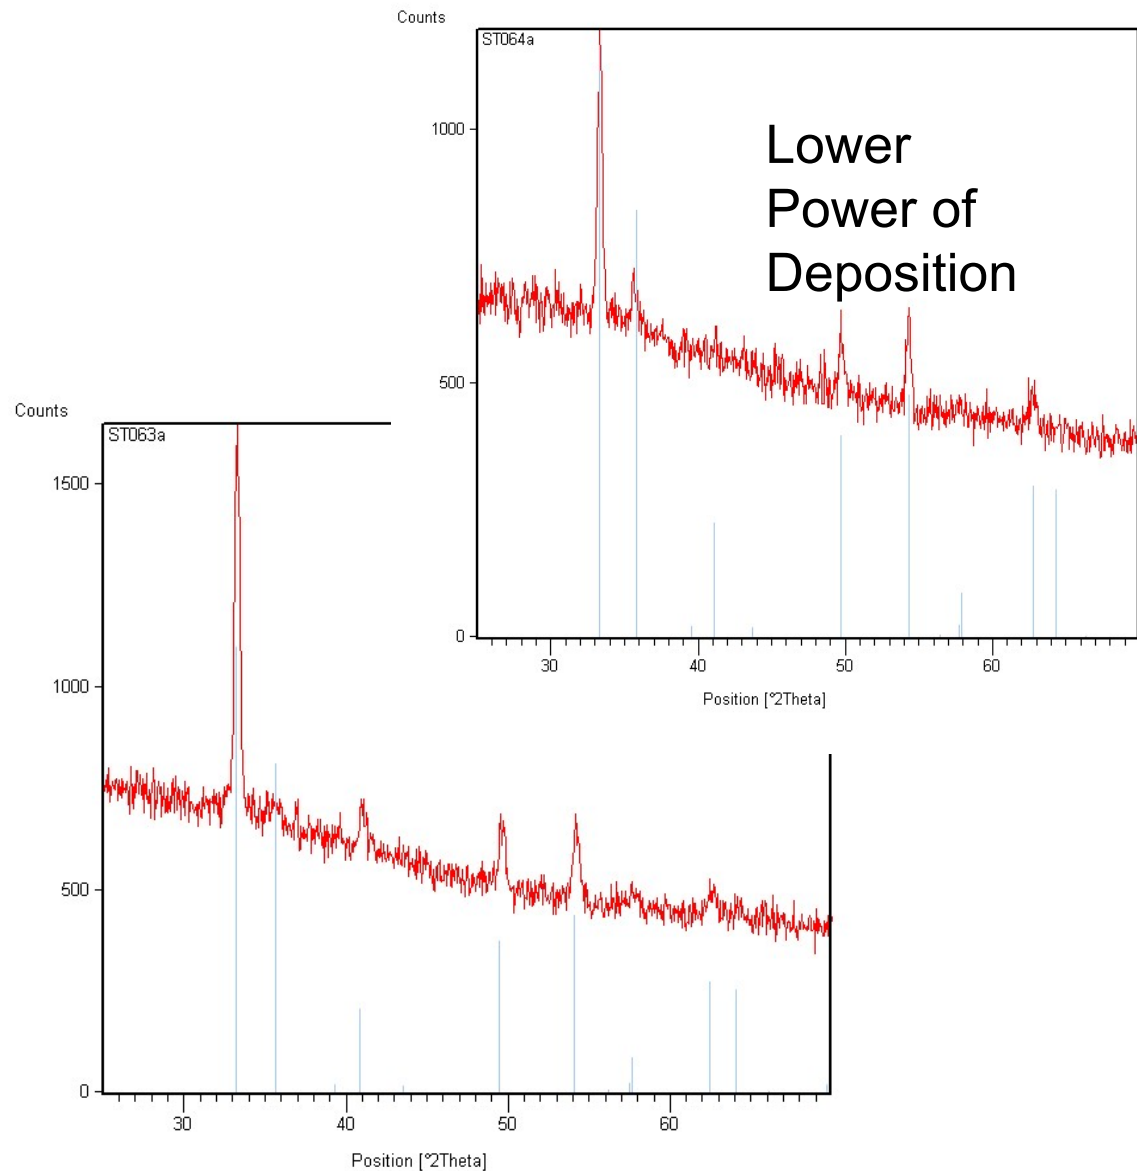 Counts
ST064a
1000
Lower
Power of
Deposition
500
0
30 40 50 60
Position [°2Theta]
Counts
ST063a
1500
1000
500
0
30 40 50 60
Position [°2Theta]